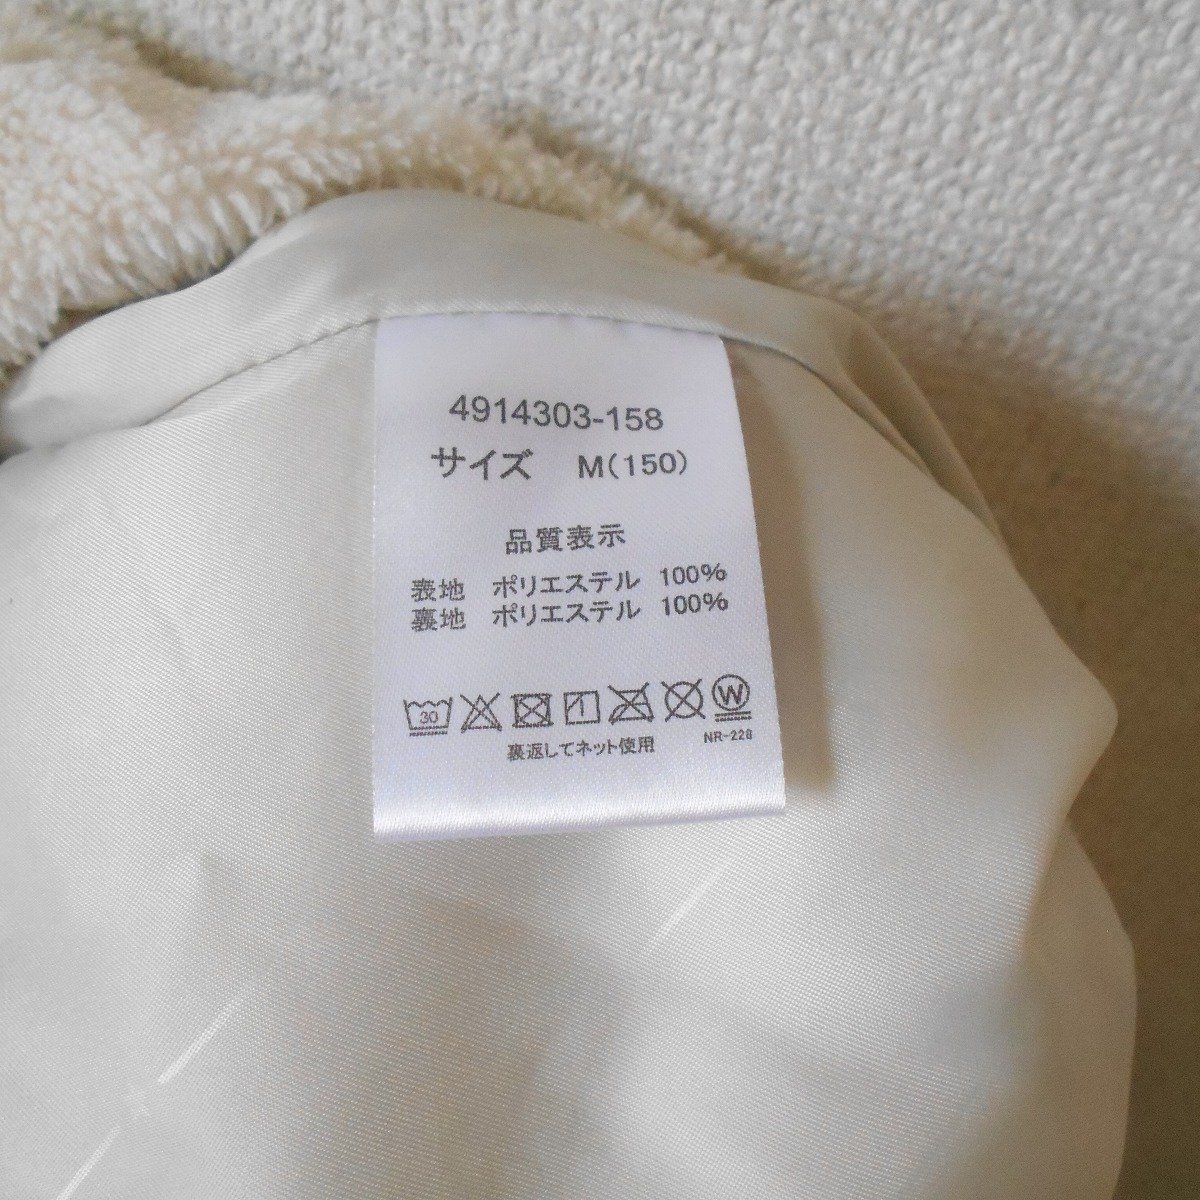 4914303-158
サイズ M(150)
品質表示
表地 ポリエステル 100%
裏地 ポリエステル 100%
30 W
裏返してネット使用 NR-228